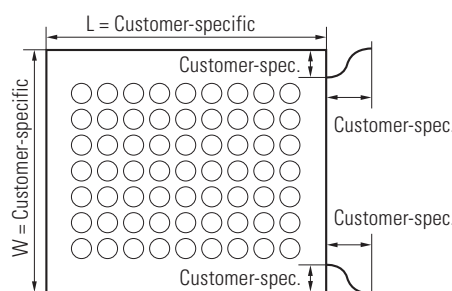 L = Customer-specific
Customer-spec.
Customer-spec.
W = Customer-specific
Customer-spec.
Customer-spec.